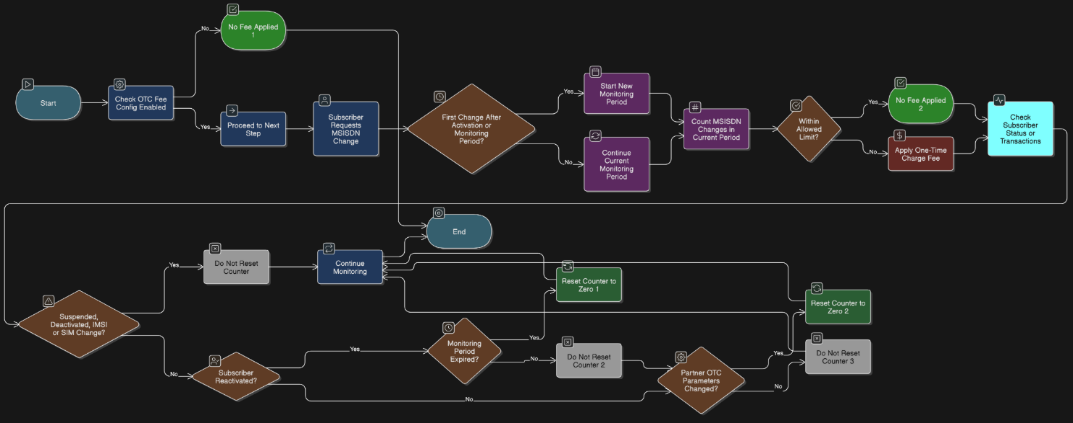 No Fee Applied
1
No
Start
Check OTC Fee
Config Enabled
Yes
Proceed to Next
Step
Subscriber
Requests
MSISDN
Change
First Change After
Activation or
Monitoring
Period?
Yes
Start New
Monitoring
Period
No
Continue
Current
Monitoring
Period
#
Count MSISDN
Changes in
Current Period
Within
Allowed
Limit?
Yes
No Fee Applied
2
No
$
Apply One-Time
Charge Fee
Check
Subscriber
Status or
Transactions
End
Suspended,
Deactivated, IMSI
or SIM Change?
Yes
Do Not Reset
Counter
Continue
Monitoring
No
Subscriber
Reactivated?
Yes
Monitoring
Period
Expired?
Yes
Reset Counter to
Zero 1
No
Do Not Reset
Counter 2
No
Partner OTC
Parameters
Changed?
Yes
Reset Counter to
Zero 2
No
Do Not Reset
Counter 3